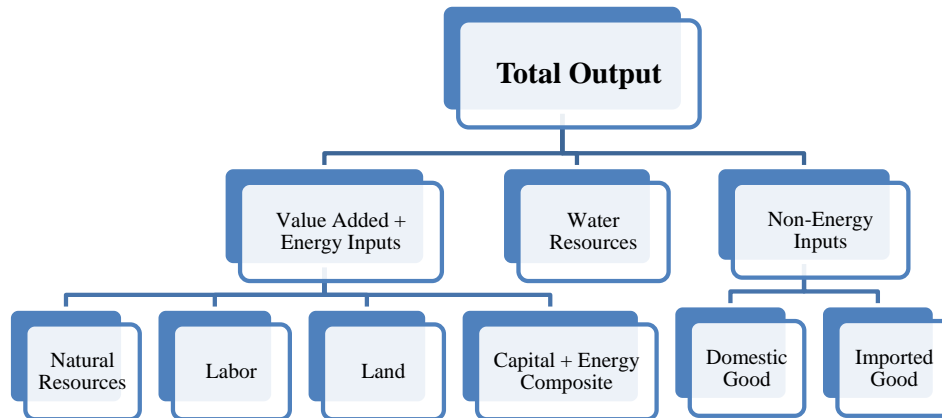 Total Output
Value Added +
Energy Inputs
Water
Resources
Non-Energy
Inputs
Natural
Resources
Labor
Land
Capital + Energy
Composite
Domestic
Good
Imported
Good